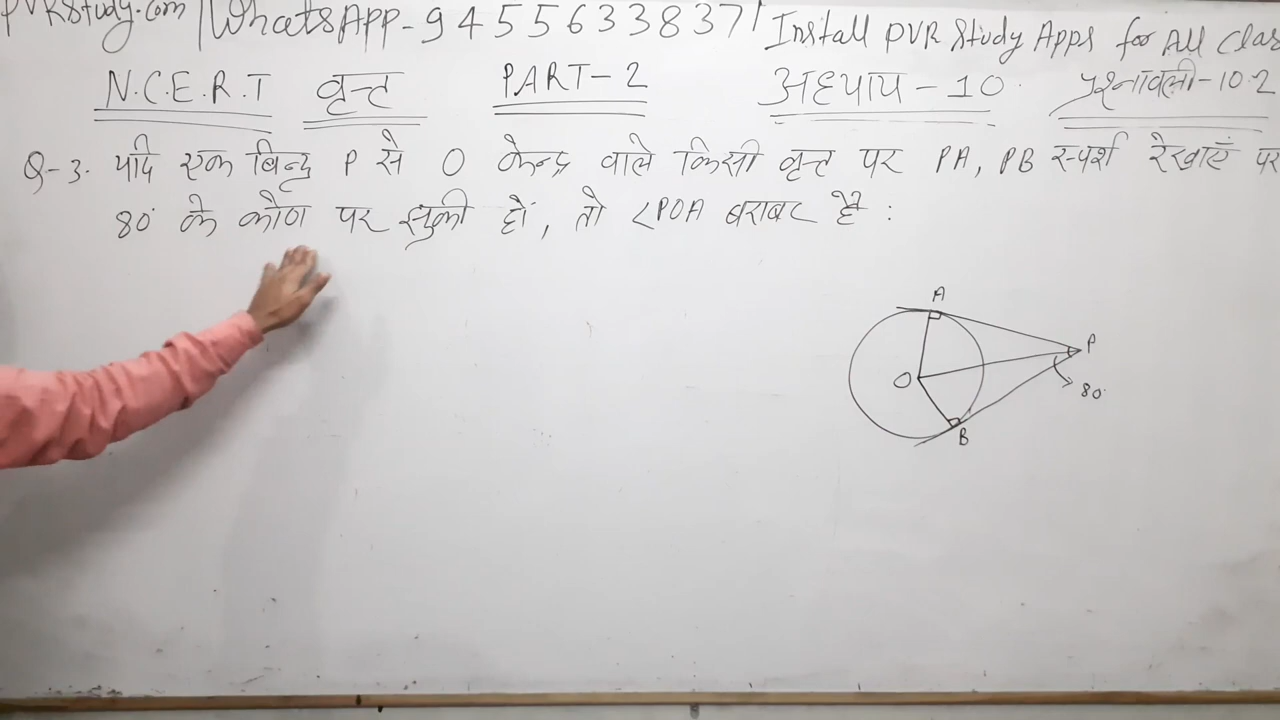 PVRStudy.com | WhatsApp-9455633837 | Install PVR Study Apps for All Clas
N.C.E.R.T वृत्त PART-2 अध्याय-10 प्रश्नावली-10.2
Q-3. यदि एक बिन्दु P से O केन्द्र वाले किसी वृत्त पर PA, PB स्पर्श रेखाएँ पर
80° के कोण पर झुकी हों, तो <POA बराबर है :
A
P
O
80°
B